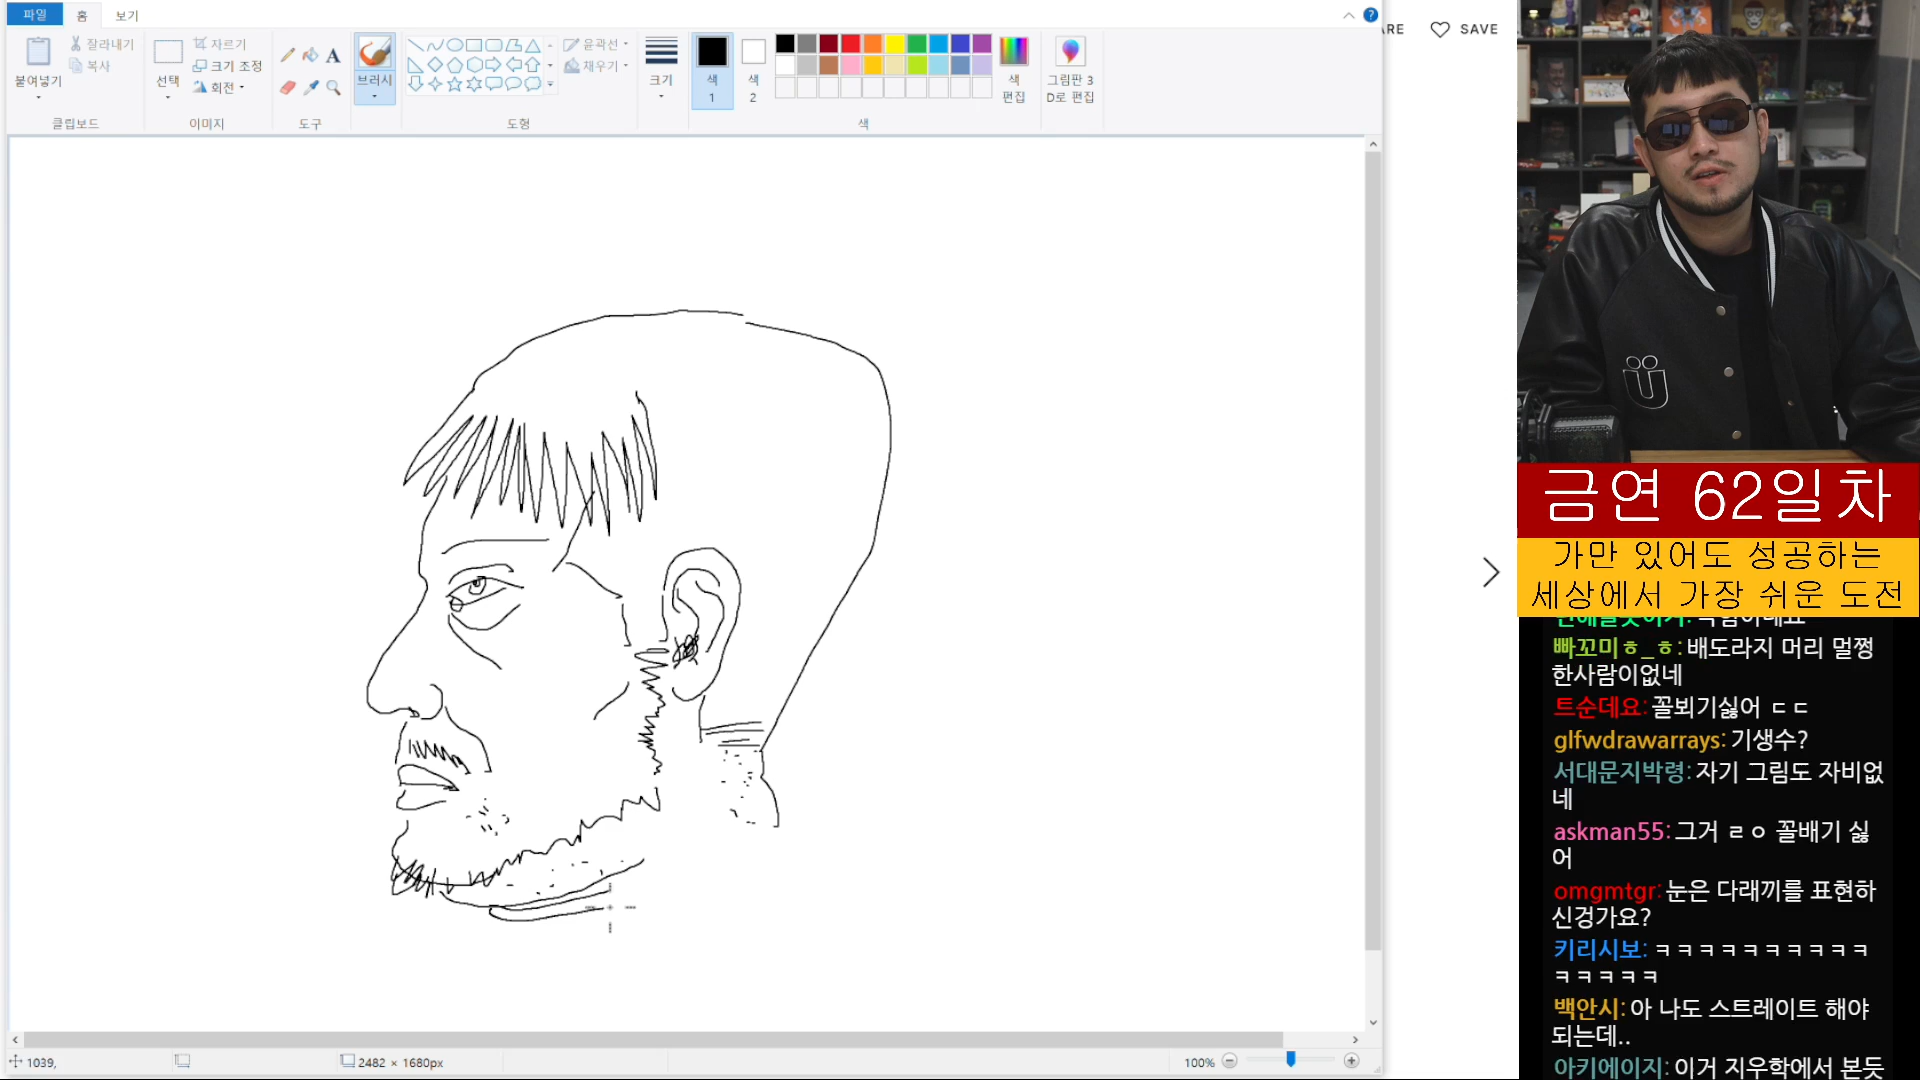 파일 홈 보기
ARE SAVE
붙여넣기
잘라내기
복사
클립보드
선택
자르기
크기 조정
회전
이미지
A
도구
브러시
윤곽선
채우기
도형
크기
색
1
색
2
색
편집
색
그림판 3
D로 편집
금연 62일차
가만 있어도 성공하는
세상에서 가장 쉬운 도전
빠꼬미ㅎ_ㅎ: 배도라지 머리 멀쩡
한사람이없네
트순데요: 꼴뵈기싫어 ㄷㄷ
glfwdrawarrays: 기생수?
서대문지박령: 자기 그림도 자비없
네
askman55: 그거 ㄹㅇ 꼴배기 싫
어
omgmtgr: 눈은 다래끼를 표현하
신겅가요?
키리시보: ㅋㅋㅋㅋㅋㅋㅋㅋㅋㅋ
ㅋㅋㅋㅋㅋ
백안시: 아 나도 스트레이트 해야
되는데..
아키에이지: 이거 지우학에서 본듯
1039,
2482 × 1680px
100%